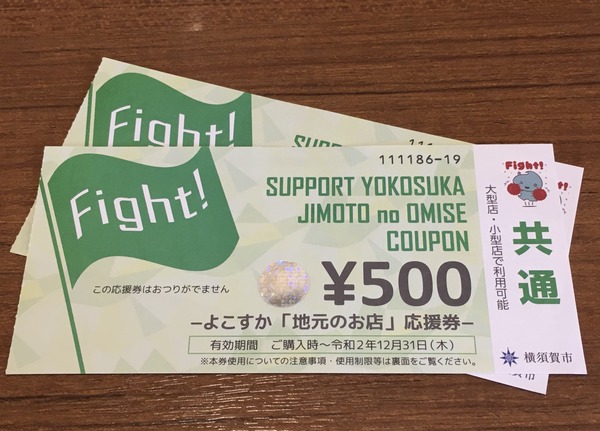 Fight!
SUPPORT
Fight!
111186-19
SUPPORT YOKOSUKA
JIMOTO no OMISE
COUPON
この応援券はおつりがでません
¥500
−よこすか「地元のお店」応援券−
有効期間 ご購入時〜令和2年12月31日(木)
※本券使用についての注意事項・使用制限等は裏面をご覧ください。
Fight!
共通
大型店・小型店で利用可能
横須賀市